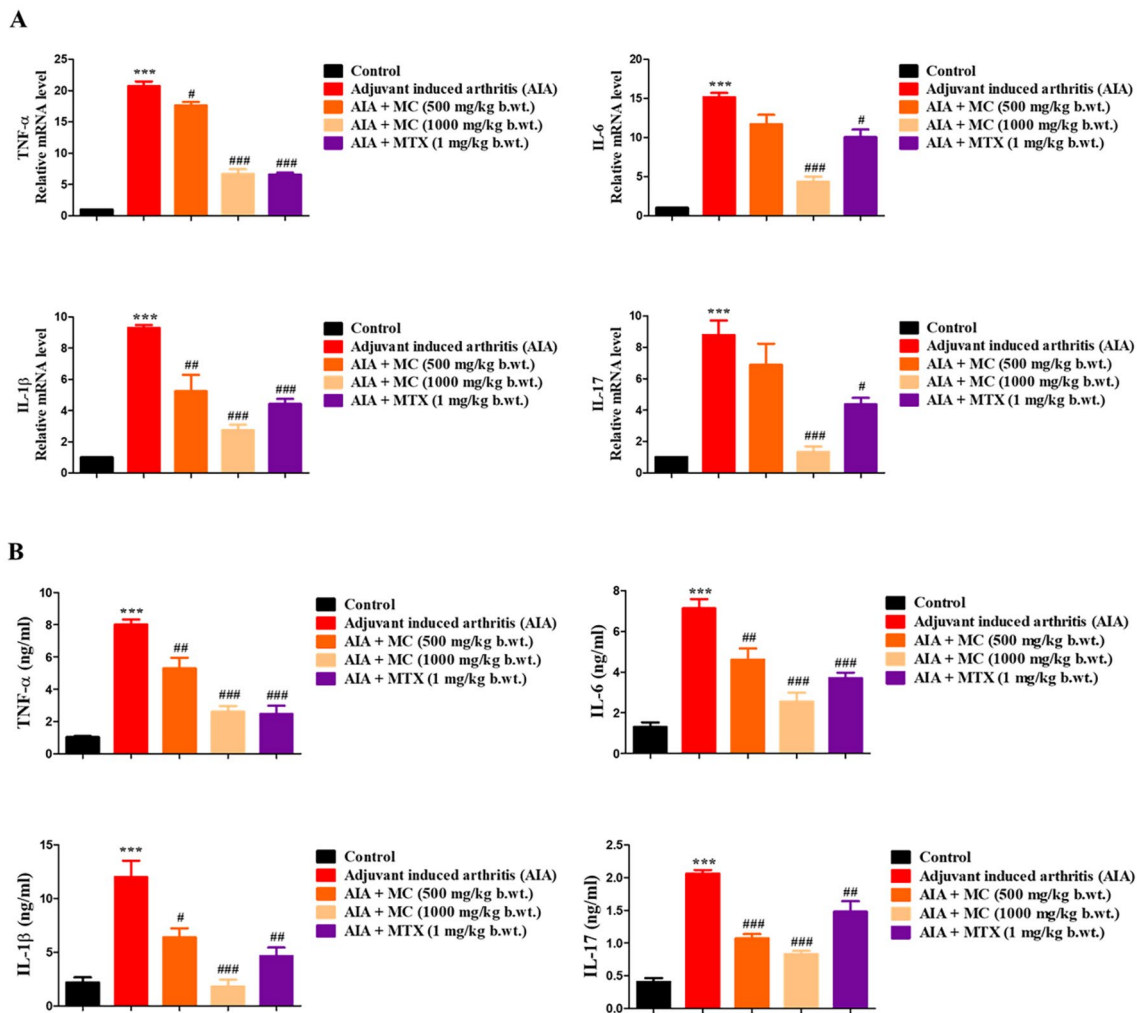 A
TNF-α
Relative mRNA level
25
20
15
10
5
0
***
#
###
###
Control
Adjuvant induced arthritis (AIA)
AIA + MC (500 mg/kg b.wt.)
AIA + MC (1000 mg/kg b.wt.)
AIA + MTX (1 mg/kg b.wt.)
IL-6
Relative mRNA level
20
15
10
5
0
***
###
#
Control
Adjuvant induced arthritis (AIA)
AIA + MC (500 mg/kg b.wt.)
AIA + MC (1000 mg/kg b.wt.)
AIA + MTX (1 mg/kg b.wt.)
IL-1β
Relative mRNA level
10
8
6
4
2
0
***
##
###
###
Control
Adjuvant induced arthritis (AIA)
AIA + MC (500 mg/kg b.wt.)
AIA + MC (1000 mg/kg b.wt.)
AIA + MTX (1 mg/kg b.wt.)
IL-17
Relative mRNA level
10
8
6
4
2
0
***
###
#
Control
Adjuvant induced arthritis (AIA)
AIA + MC (500 mg/kg b.wt.)
AIA + MC (1000 mg/kg b.wt.)
AIA + MTX (1 mg/kg b.wt.)
B
TNF-α (ng/ml)
10
8
6
4
2
0
***
##
###
###
Control
Adjuvant induced arthritis (AIA)
AIA + MC (500 mg/kg b.wt.)
AIA + MC (1000 mg/kg b.wt.)
AIA + MTX (1 mg/kg b.wt.)
IL-6 (ng/ml)
8
6
4
2
0
***
##
###
###
Control
Adjuvant induced arthritis (AIA)
AIA + MC (500 mg/kg b.wt.)
AIA + MC (1000 mg/kg b.wt.)
AIA + MTX (1 mg/kg b.wt.)
IL-1β (ng/ml)
15
10
5
0
***
#
###
##
Control
Adjuvant induced arthritis (AIA)
AIA + MC (500 mg/kg b.wt.)
AIA + MC (1000 mg/kg b.wt.)
AIA + MTX (1 mg/kg b.wt.)
IL-17 (ng/ml)
2.5
2.0
1.5
1.0
0.5
0.0
***
###
###
##
Control
Adjuvant induced arthritis (AIA)
AIA + MC (500 mg/kg b.wt.)
AIA + MC (1000 mg/kg b.wt.)
AIA + MTX (1 mg/kg b.wt.)